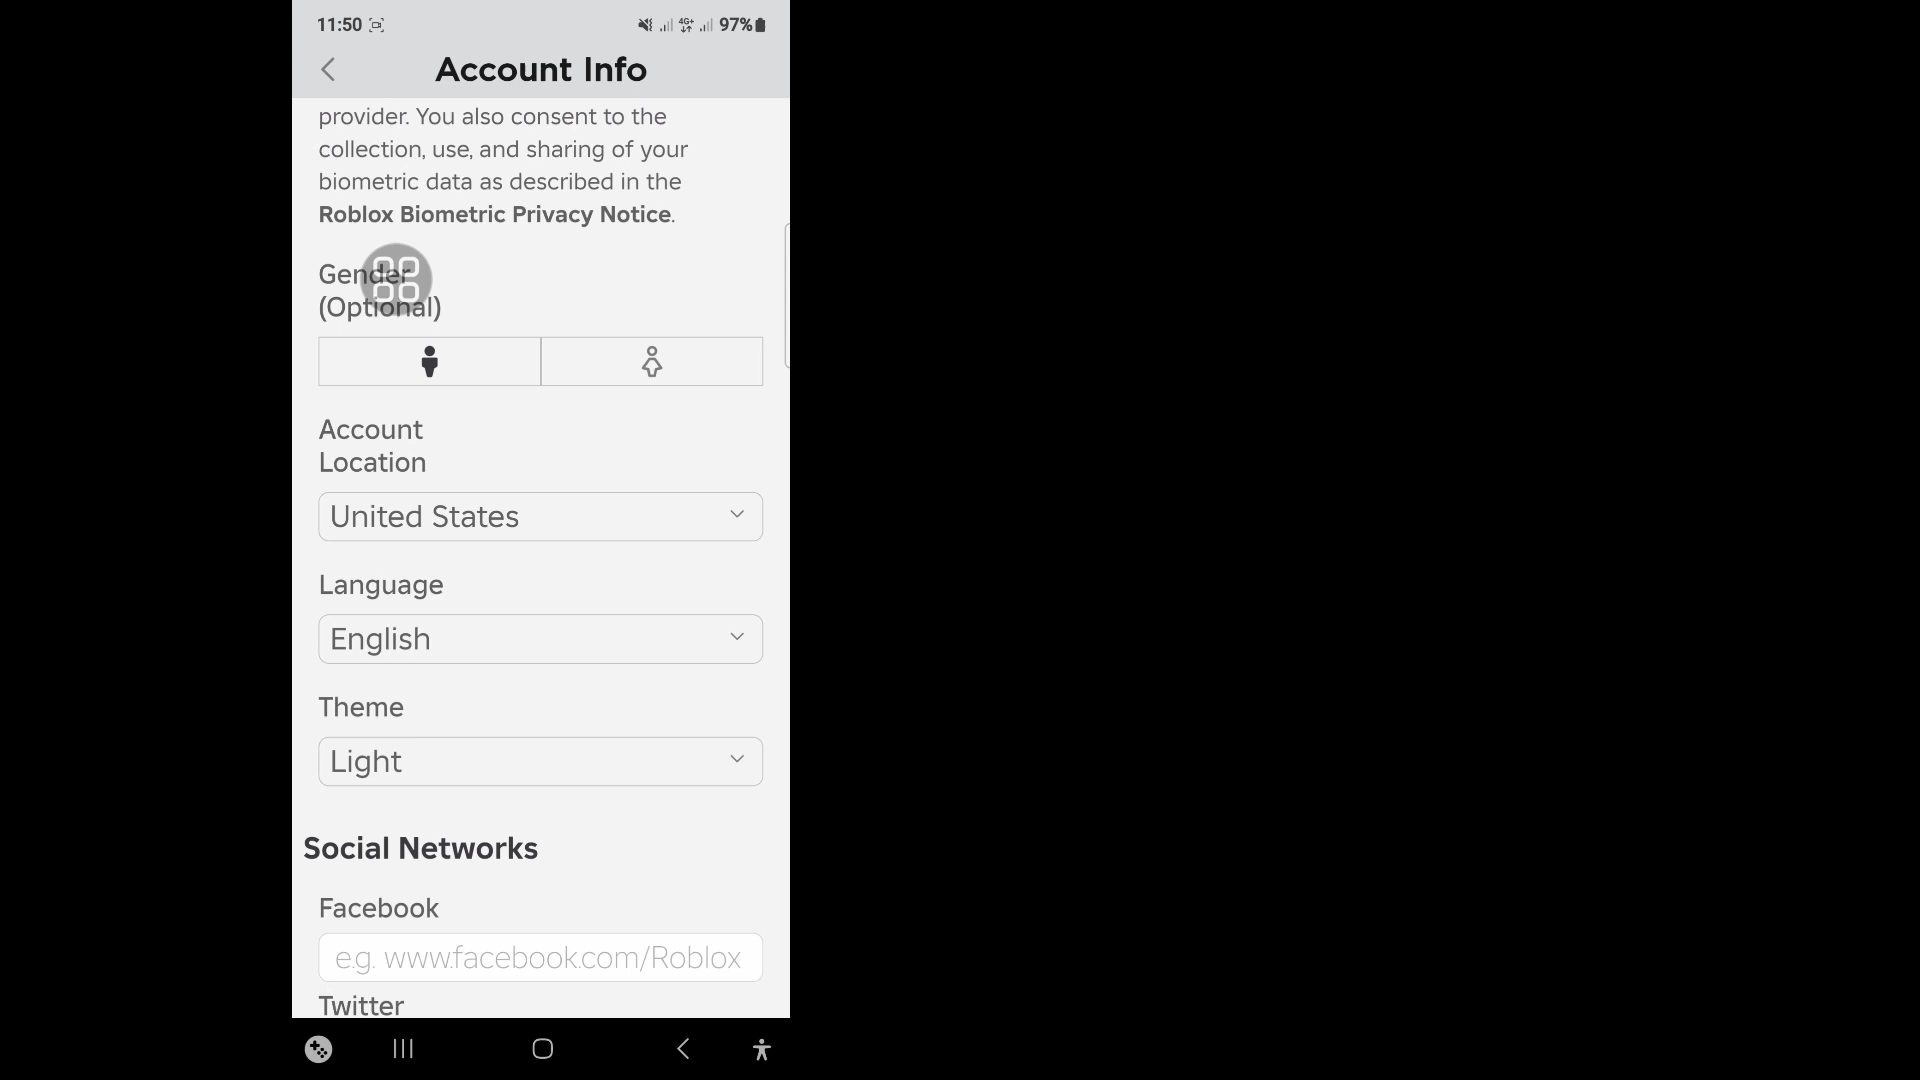 11:50
4G+
97%
Account Info
provider. You also consent to the
collection, use, and sharing of your
biometric data as described in the
Roblox Biometric Privacy Notice.
Gender
(Optional)
Account
Location
United States
Language
English
Theme
Light
Social Networks
Facebook
e.g. www.facebook.com/Roblox
Twitter